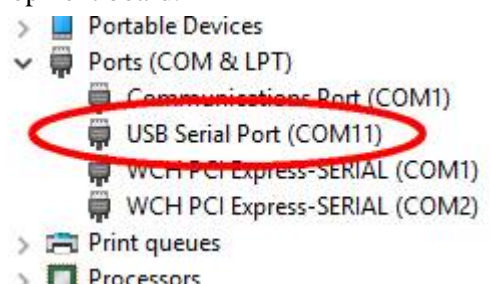 Portable Devices
Ports (COM & LPT)
Communications Port (COM1)
USB Serial Port (COM11)
WCH PCI Express-SERIAL (COM1)
WCH PCI Express-SERIAL (COM2)
Print queues
Processors